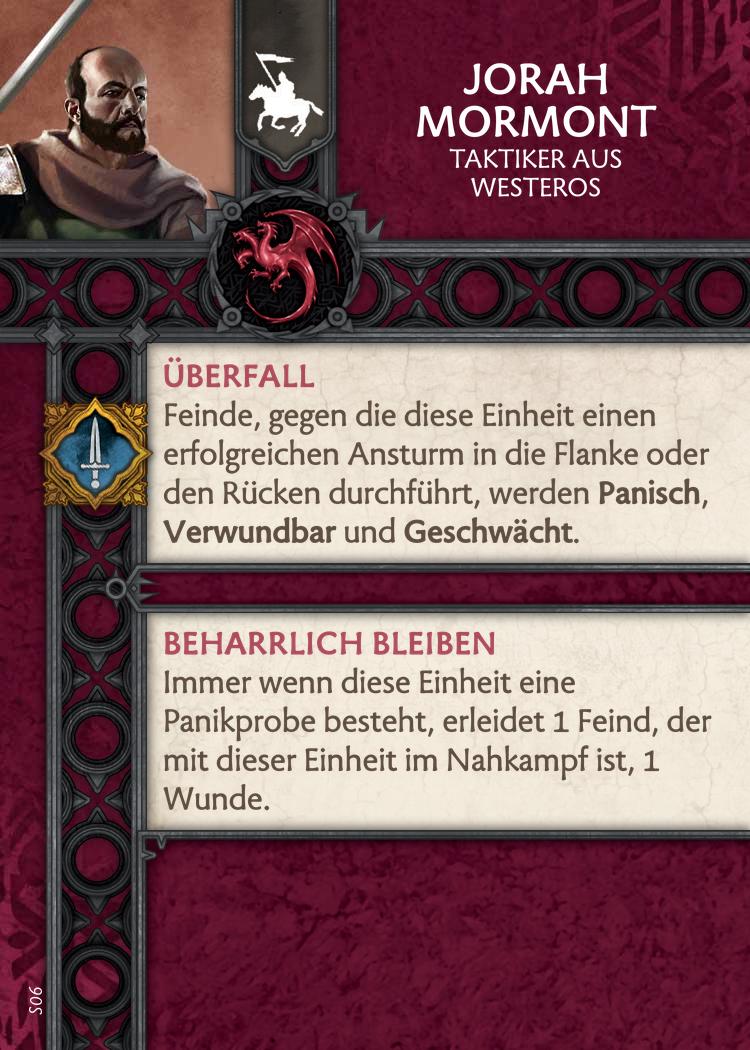 JORAH
MORMONT
TAKTIKER AUS
WESTEROS
ÜBERFALL
Feinde, gegen die diese Einheit einen
erfolgreichen Ansturm in die Flanke oder
den Rücken durchführt, werden Panisch,
Verwundbar und Geschwächt.
BEHARRLICH BLEIBEN
Immer wenn diese Einheit eine
Panikprobe besteht, erleidet 1 Feind, der
mit dieser Einheit im Nahkampf ist, 1
Wunde.
S06